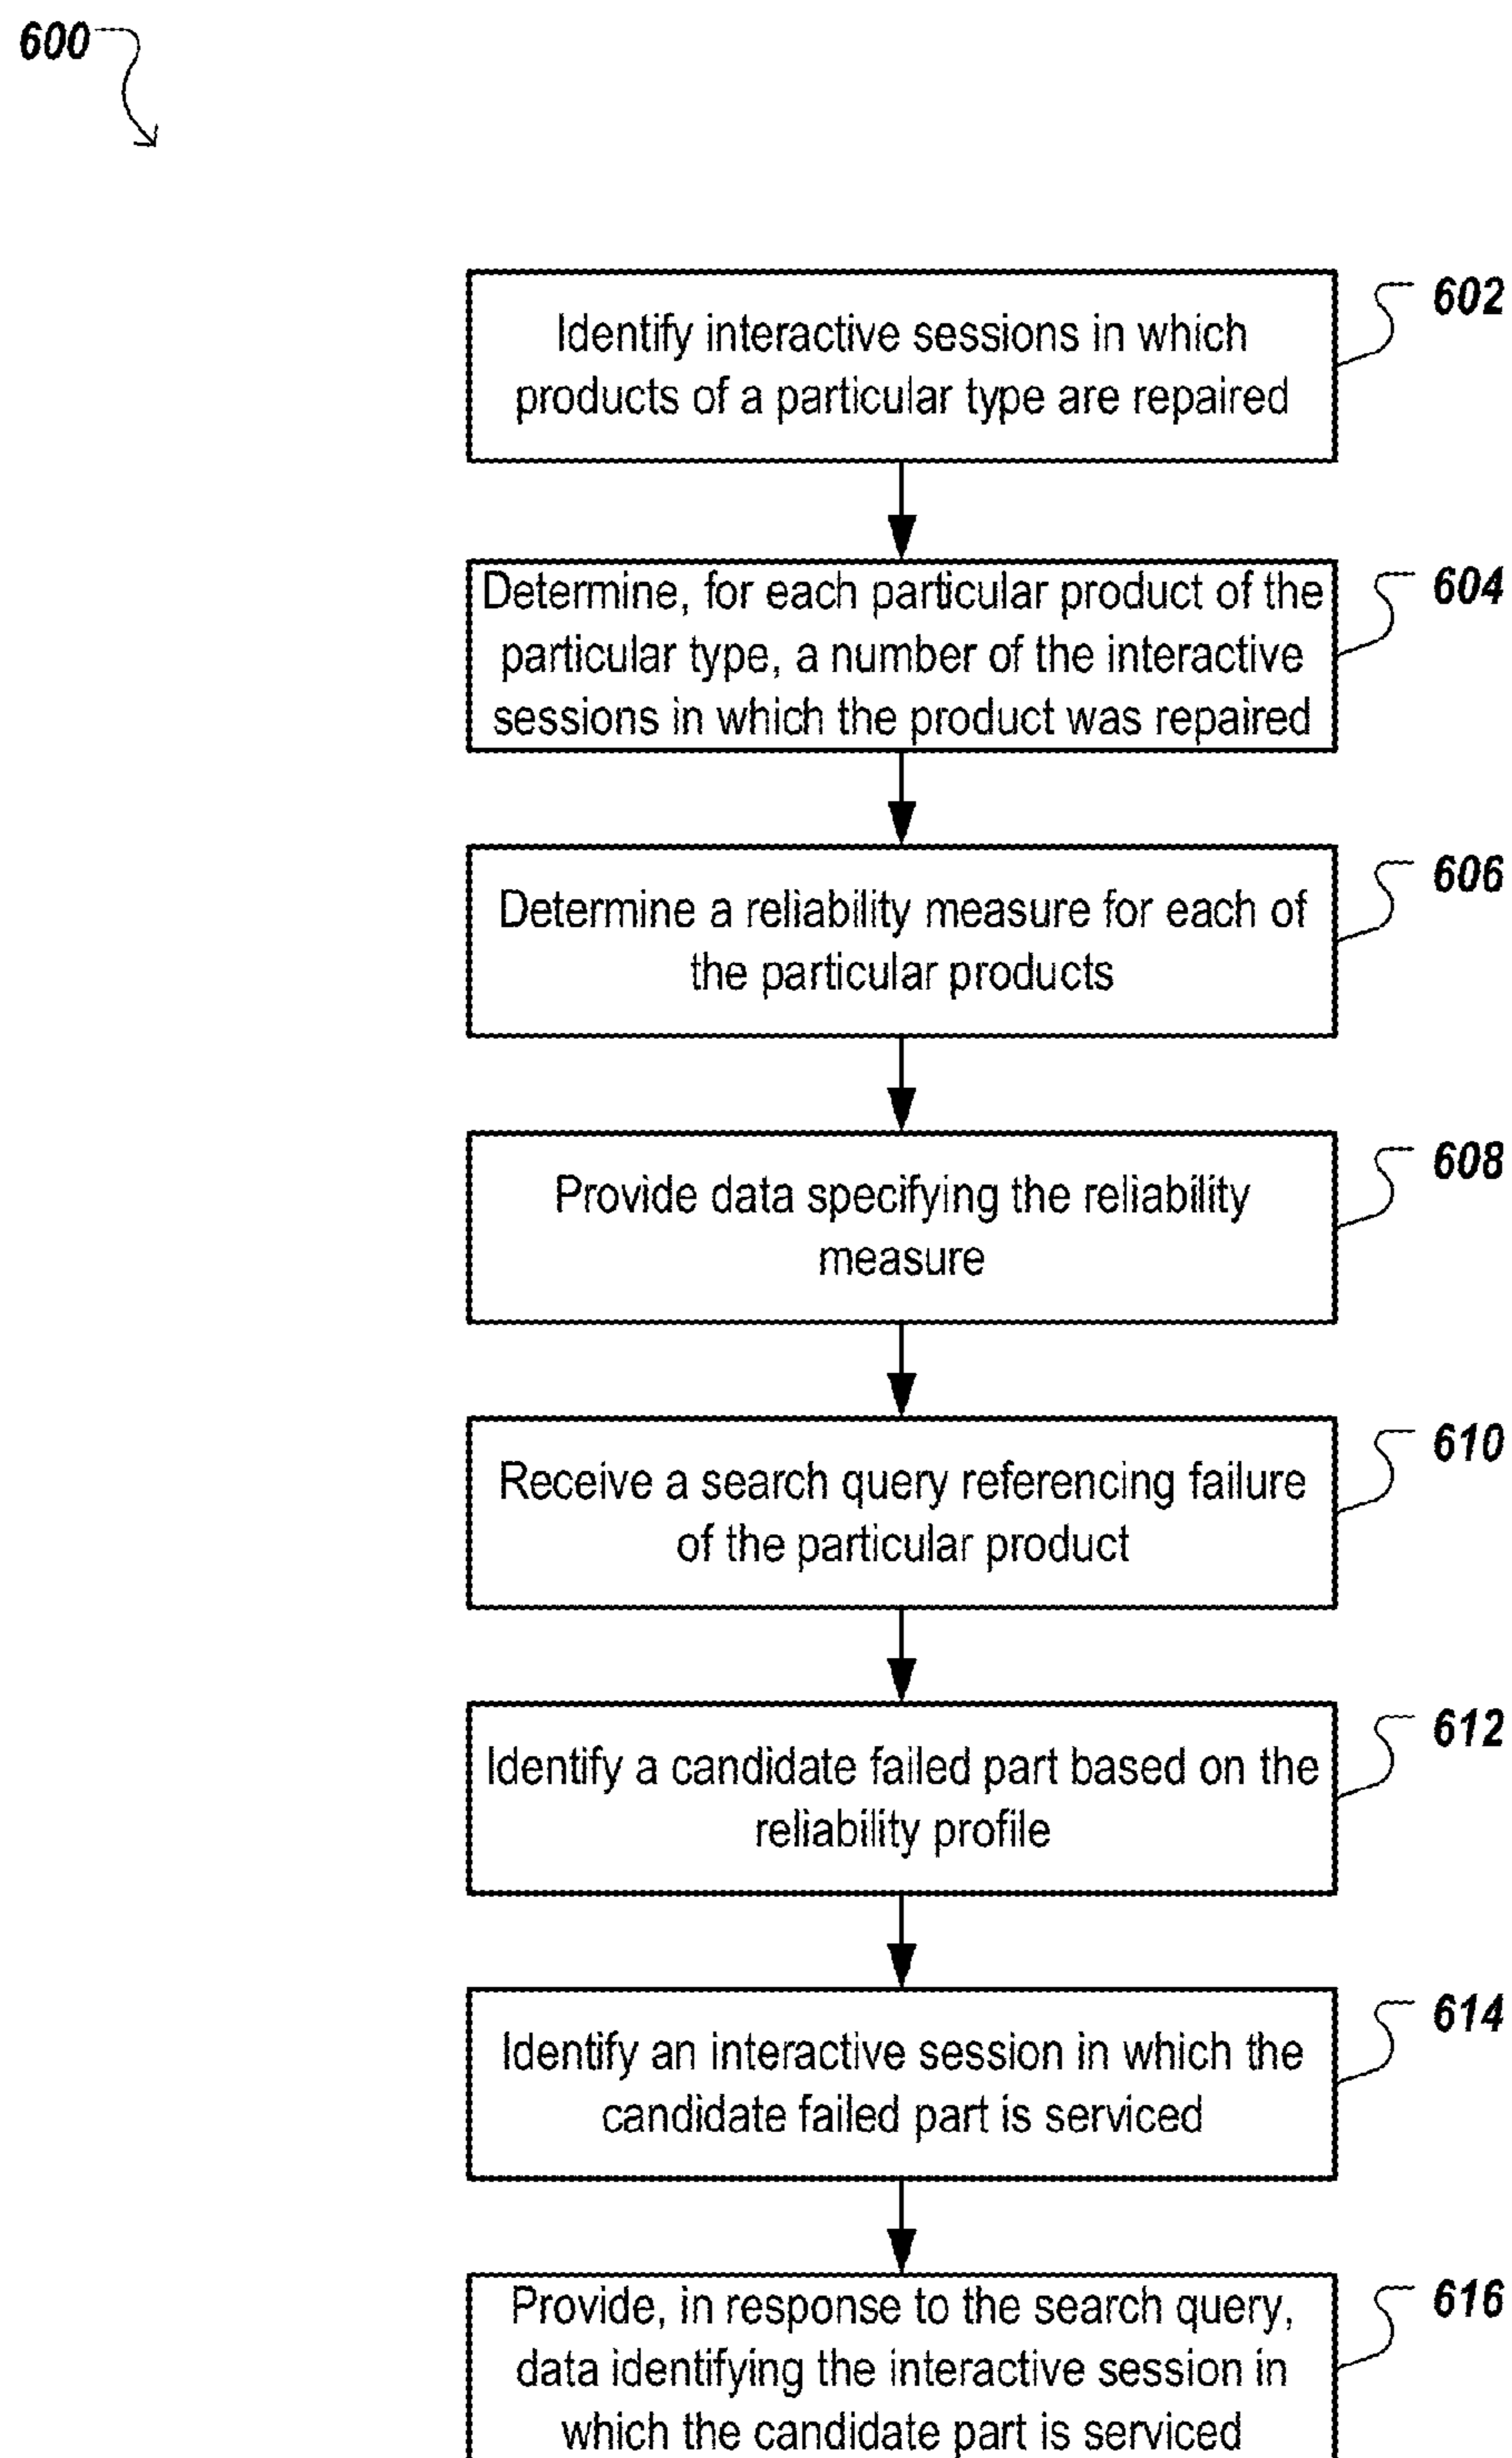 600
Identify interactive sessions in which
products of a particular type are repaired
602
Determine, for each particular product of the
particular type, a number of the interactive
sessions in which the product was repaired
604
Determine a reliability measure for each of
the particular products
606
Provide data specifying the reliability
measure
608
Receive a search query referencing failure
of the particular product
610
Identify a candidate failed part based on the
reliability profile
612
Identify an interactive session in which the
candidate failed part is serviced
614
Provide, in response to the search query,
data identifying the interactive session in
which the candidate part is serviced
616